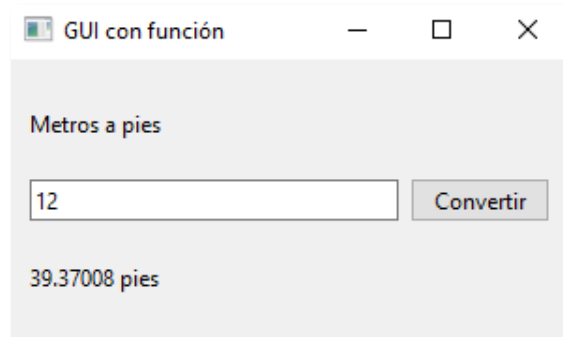 GUI con función
Metros a pies
12
Convertir
39.37008 pies